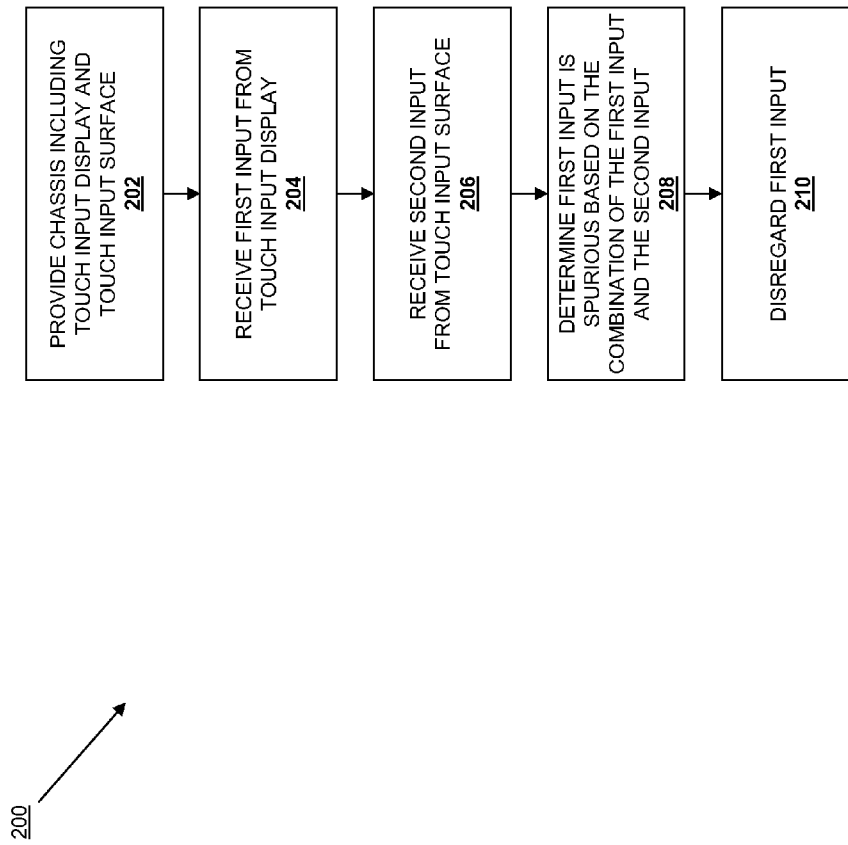 200
PROVIDE CHASSIS INCLUDING
TOUCH INPUT DISPLAY AND
TOUCH INPUT SURFACE
202
RECEIVE FIRST INPUT FROM
TOUCH INPUT DISPLAY
204
RECEIVE SECOND INPUT
FROM TOUCH INPUT SURFACE
206
DETERMINE FIRST INPUT IS
SPURIOUS BASED ON THE
COMBINATION OF THE FIRST INPUT
AND THE SECOND INPUT
208
DISREGARD FIRST INPUT
210